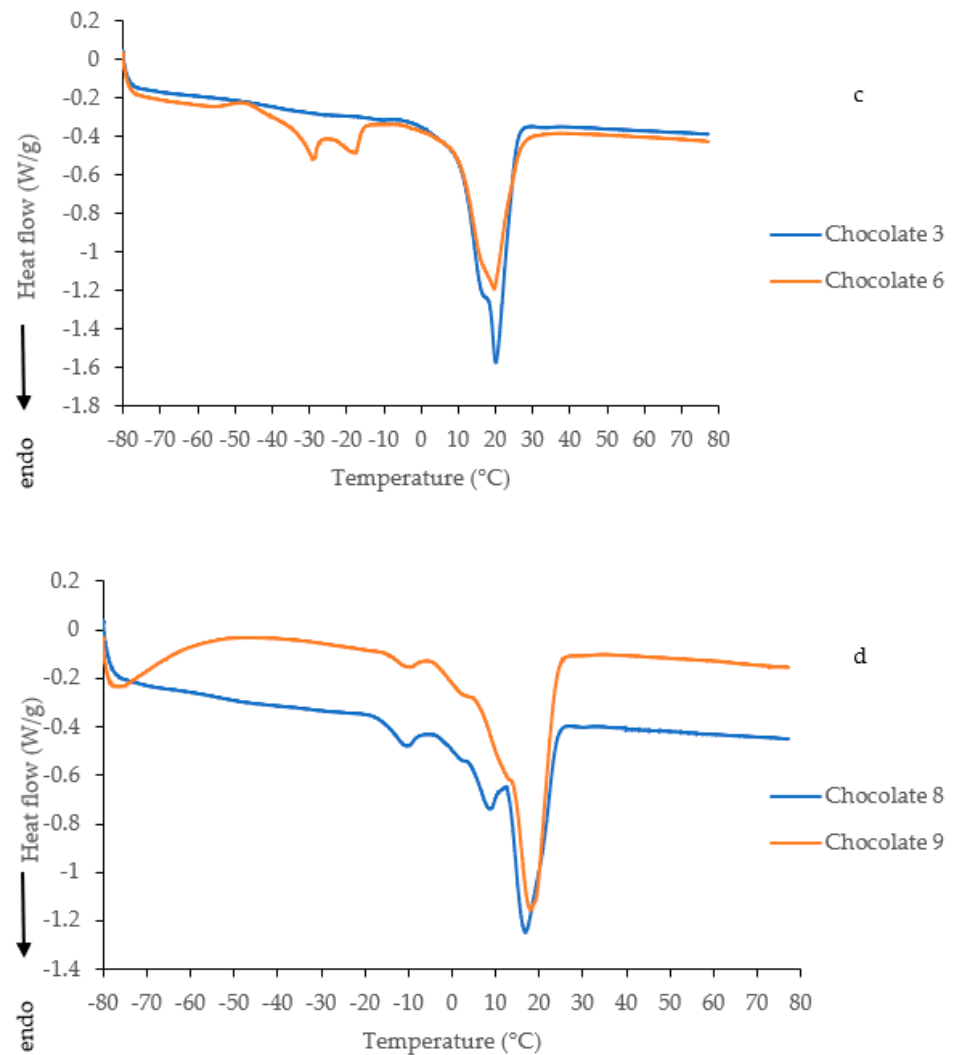 0.2
0
-0.2
-0.4
-0.6
-0.8
-1
-1.2
-1.4
-1.6
-1.8
Heat flow (W/g)
endo
-80 -70 -60 -50 -40 -30 -20 -10 0 10 20 30 40 50 60 70 80
Temperature (°C)
c
Chocolate 3
Chocolate 6
0.2
0
-0.2
-0.4
-0.6
-0.8
-1
-1.2
-1.4
Heat flow (W/g)
endo
-80 -70 -60 -50 -40 -30 -20 -10 0 10 20 30 40 50 60 70 80
Temperature (°C)
d
Chocolate 8
Chocolate 9